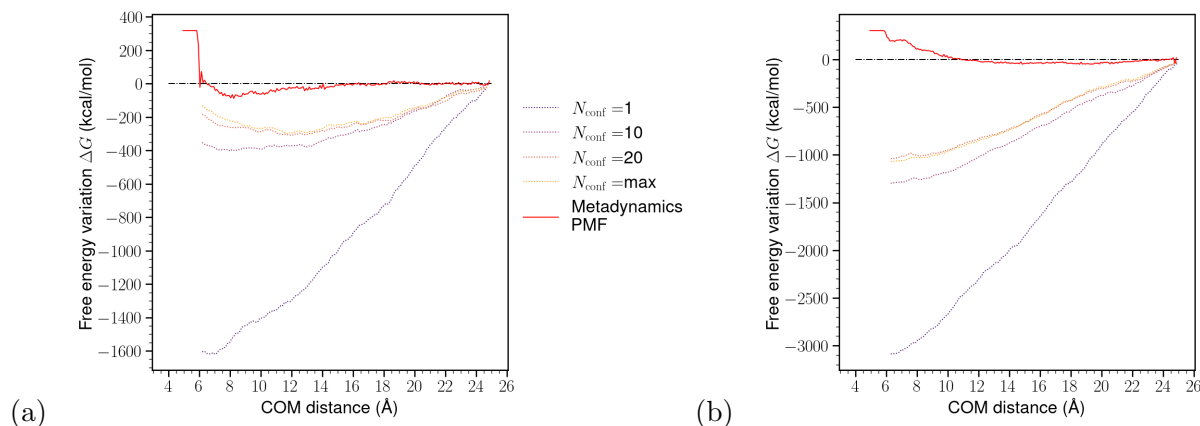 400
200
0
−200
−400
−600
−800
−1000
−1200
−1400
−1600
Free energy variation ΔG (kcal/mol)
4 6 8 10 12 14 16 18 20 22 24 26
COM distance (Å)
(a)
N_conf =1
N_conf =10
N_conf =20
N_conf =max
Metadynamics
PMF
0
−500
−1000
−1500
−2000
−2500
−3000
Free energy variation ΔG (kcal/mol)
4 6 8 10 12 14 16 18 20 22 24 26
COM distance (Å)
(b)